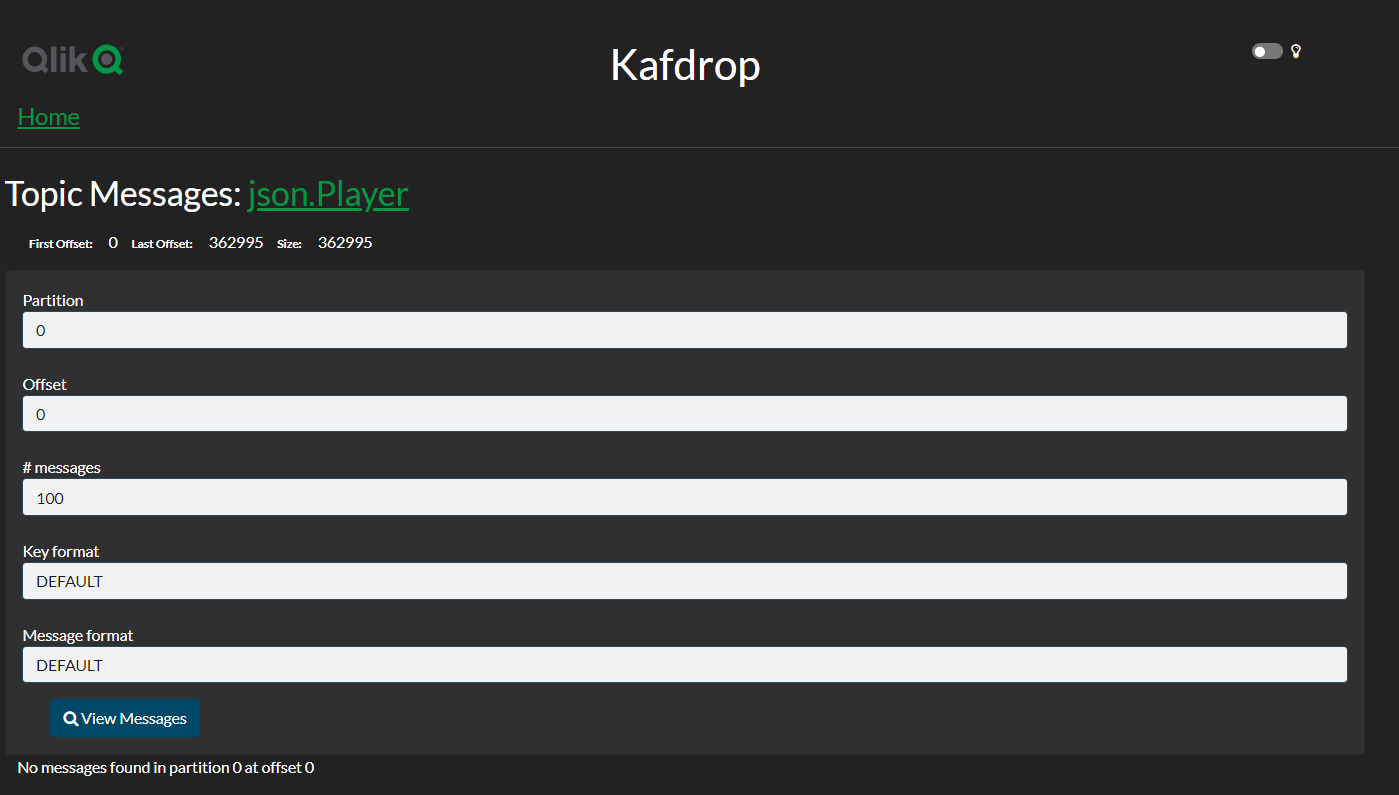 Qlik
Kafdrop
Home
Topic Messages: json.Player
First Offset: 0 Last Offset: 362995 Size: 362995
Partition
0
Offset
0
# messages
100
Key format
DEFAULT
Message format
DEFAULT
View Messages
No messages found in partition 0 at offset 0